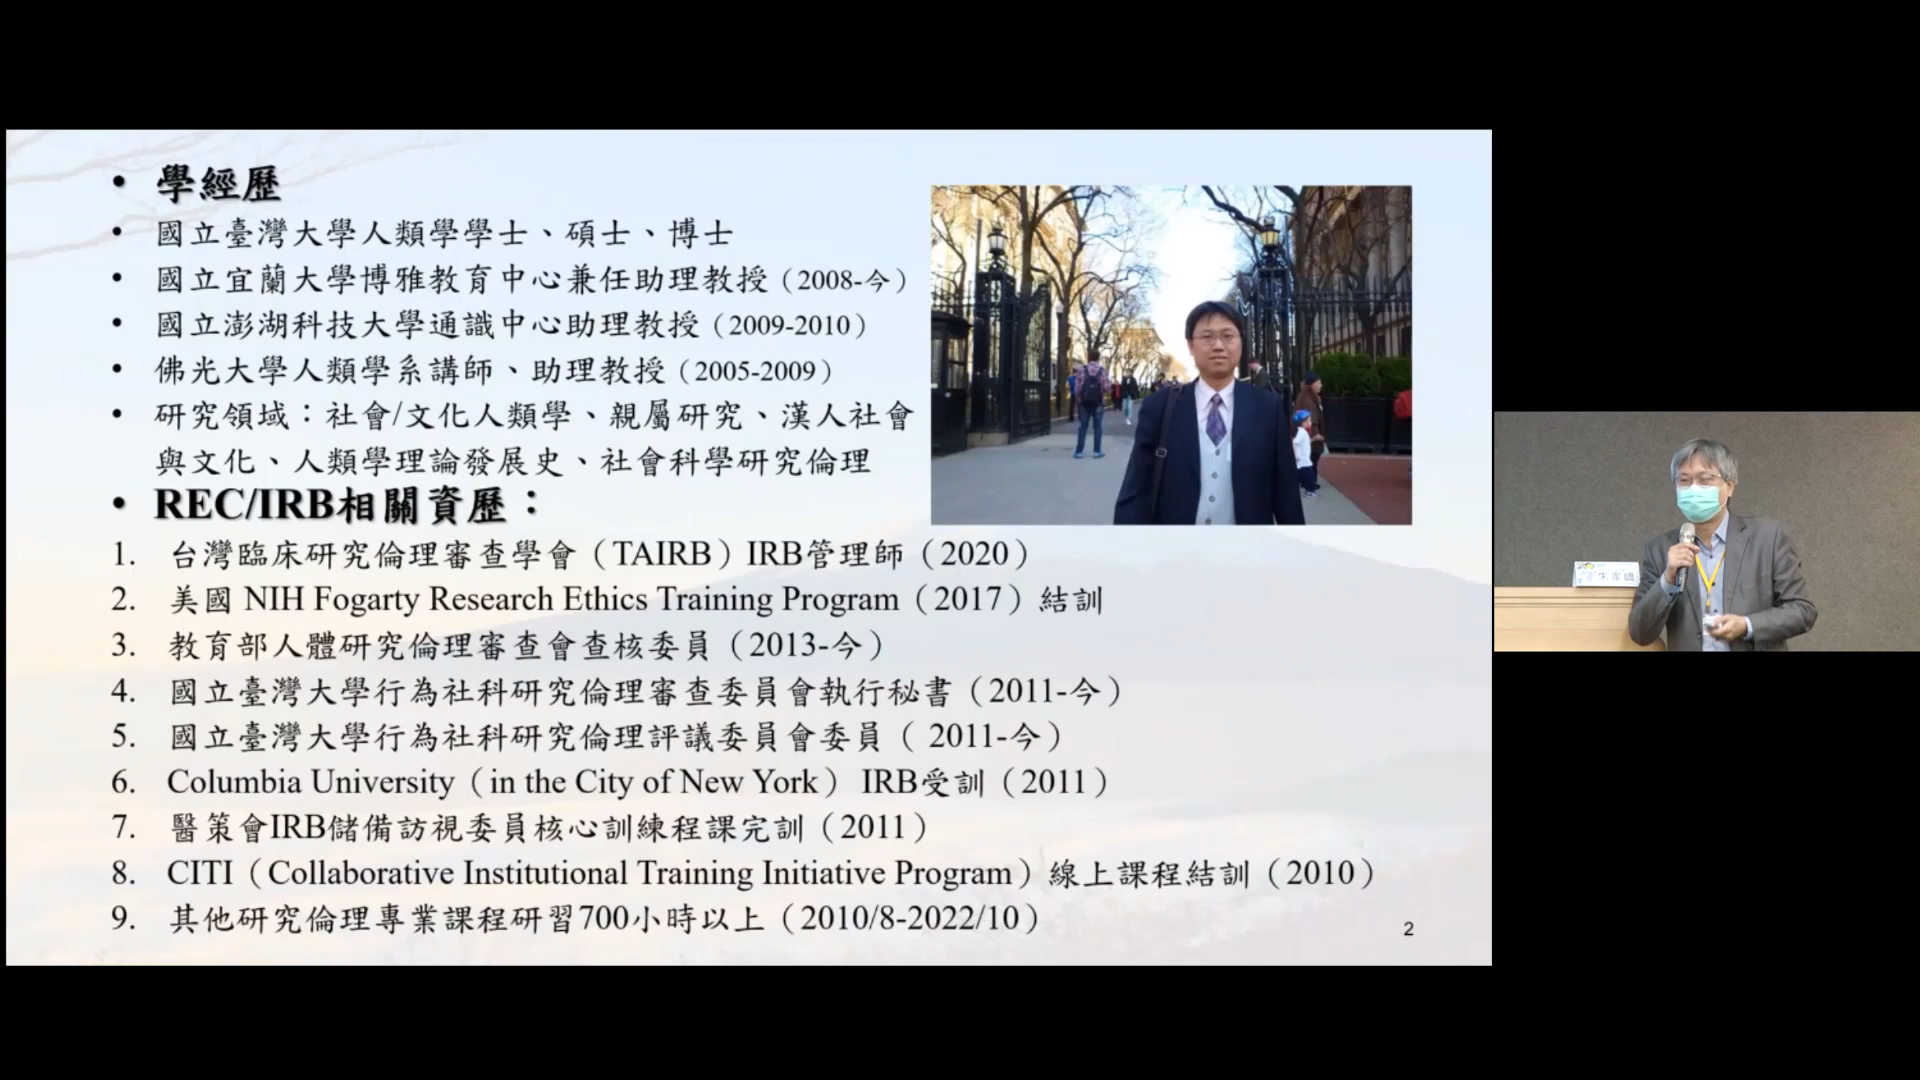 • 學經歷
• 國立臺灣大學人類學學士、碩士、博士
• 國立宜蘭大學博雅教育中心兼任助理教授（2008-今）
• 國立澎湖科技大學通識中心助理教授（2009-2010）
• 佛光大學人類學系講師、助理教授（2005-2009）
• 研究領域：社會/文化人類學、親屬研究、漢人社會
與文化、人類學理論發展史、社會科學研究倫理
• REC/IRB相關資歷：
1. 台灣臨床研究倫理審查學會（TAIRB）IRB管理師（2020）
2. 美國 NIH Fogarty Research Ethics Training Program（2017）結訓
3. 教育部人體研究倫理審查會查核委員（2013-今）
4. 國立臺灣大學行為社科研究倫理審查委員會執行秘書（2011-今）
5. 國立臺灣大學行為社科研究倫理評議委員會委員（ 2011-今）
6. Columbia University（in the City of New York） IRB受訓（2011）
7. 醫策會IRB儲備訪視委員核心訓練程課完訓（2011）
8. CITI（Collaborative Institutional Training Initiative Program）線上課程結訓（2010）
9. 其他研究倫理專業課程研習700小時以上（2010/8-2022/10）
2